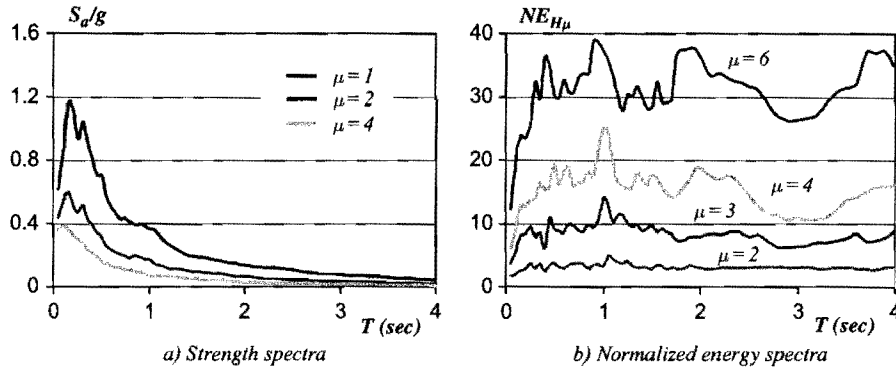 S_a/g
1.6
1.2
0.8
0.4
0
μ = 1
μ = 2
μ = 4
0 1 2 3 4
T (sec)
a) Strength spectra
NE_Hμ
40
30
20
10
0
μ = 6
μ = 4
μ = 3
μ = 2
0 1 2 3 4
T (sec)
b) Normalized energy spectra